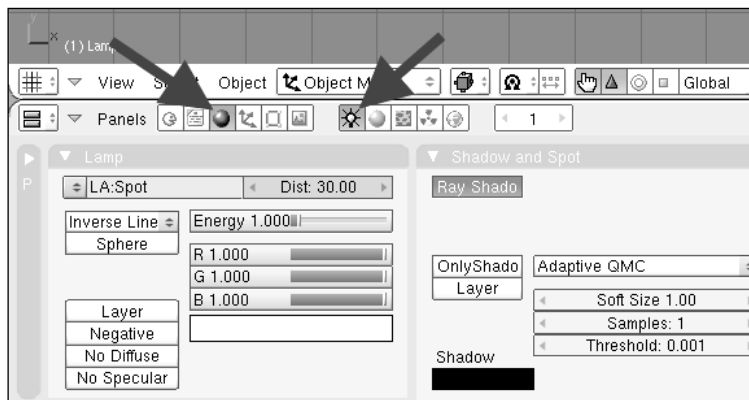 y
x
(1) Lam
View S t Object Object M Global
Panels 1
P
Lamp
Shadow and Spot
LA:Spot Dist: 30.00
Ray Shado
Inverse Line Energy 1.000
Sphere
R 1.000
G 1.000
B 1.000
OnlyShado Adaptive QMC
Layer
Soft Size 1.00
Samples: 1
Threshold: 0.001
Layer
Negative
No Diffuse
No Specular
Shadow